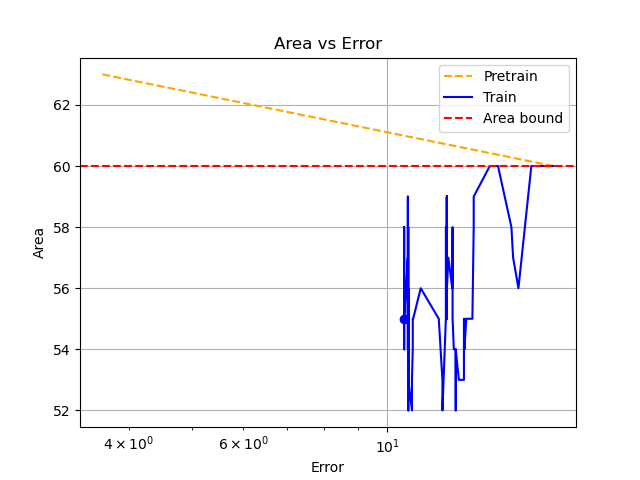 Area vs Error
Pretrain
Train
Area bound
62
60
58
56
54
52
Area
4 × 10⁰
6 × 10⁰
10¹
Error